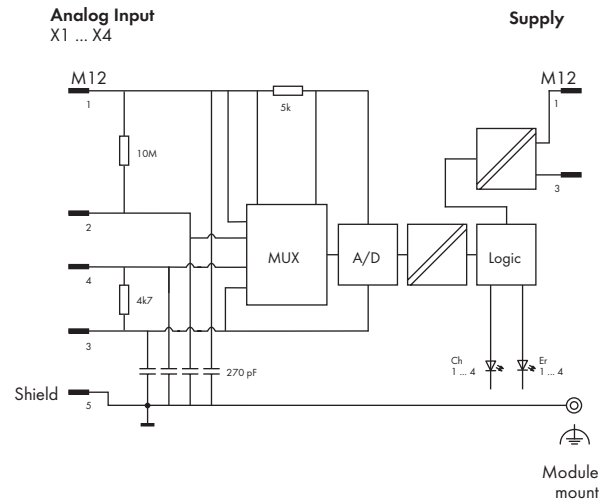 Analog Input
X1 ... X4
Supply
M12
M12
1
5k
1
10M
3
2
MUX
A/D
Logic
4
4k7
3
Ch
1 ... 4
Er
1 ... 4
270 pF
Shield
5
Module
mount